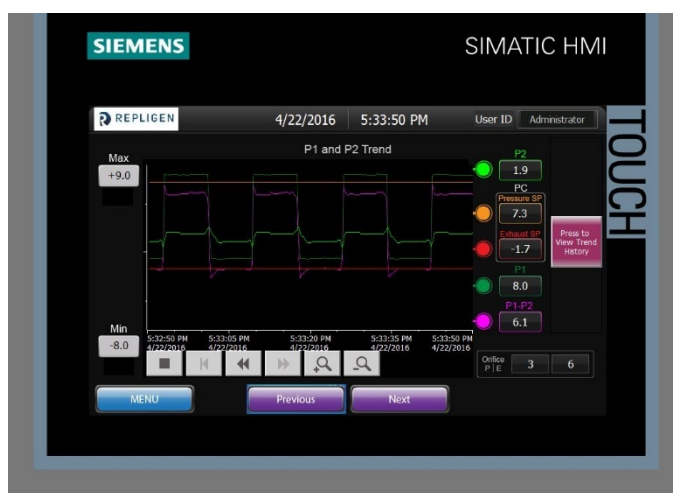 SIEMENS
SIMATIC HMI
TOUCH
REPLIGEN
4/22/2016
5:33:50 PM
User ID
Administrator
P1 and P2 Trend
Max
+9.0
P2
1.9
PC
Pressure SP
7.3
Exhaust SP
-1.7
Press to
View Trend
History
P1
8.0
P1-P2
6.1
Min
-8.0
5:32:50 PM
4/22/2016
5:33:05 PM
4/22/2016
5:33:20 PM
4/22/2016
5:33:35 PM
4/22/2016
5:33:50 PM
4/22/2016
Orifice
P | E
3
6
MENU
Previous
Next